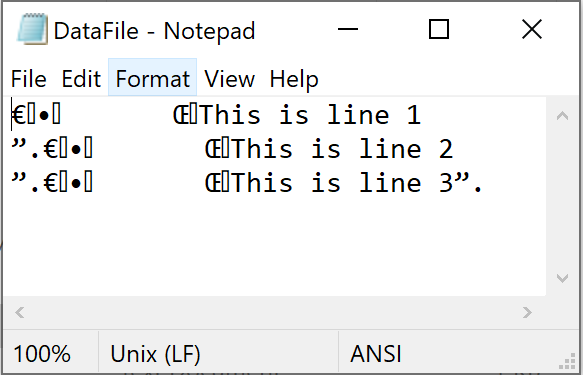 DataFile - Notepad
File Edit Format View Help
€▯•▯ Œ▯This is line 1
”.€▯•▯ Œ▯This is line 2
”.€▯•▯ Œ▯This is line 3”.
100% Unix (LF) ANSI